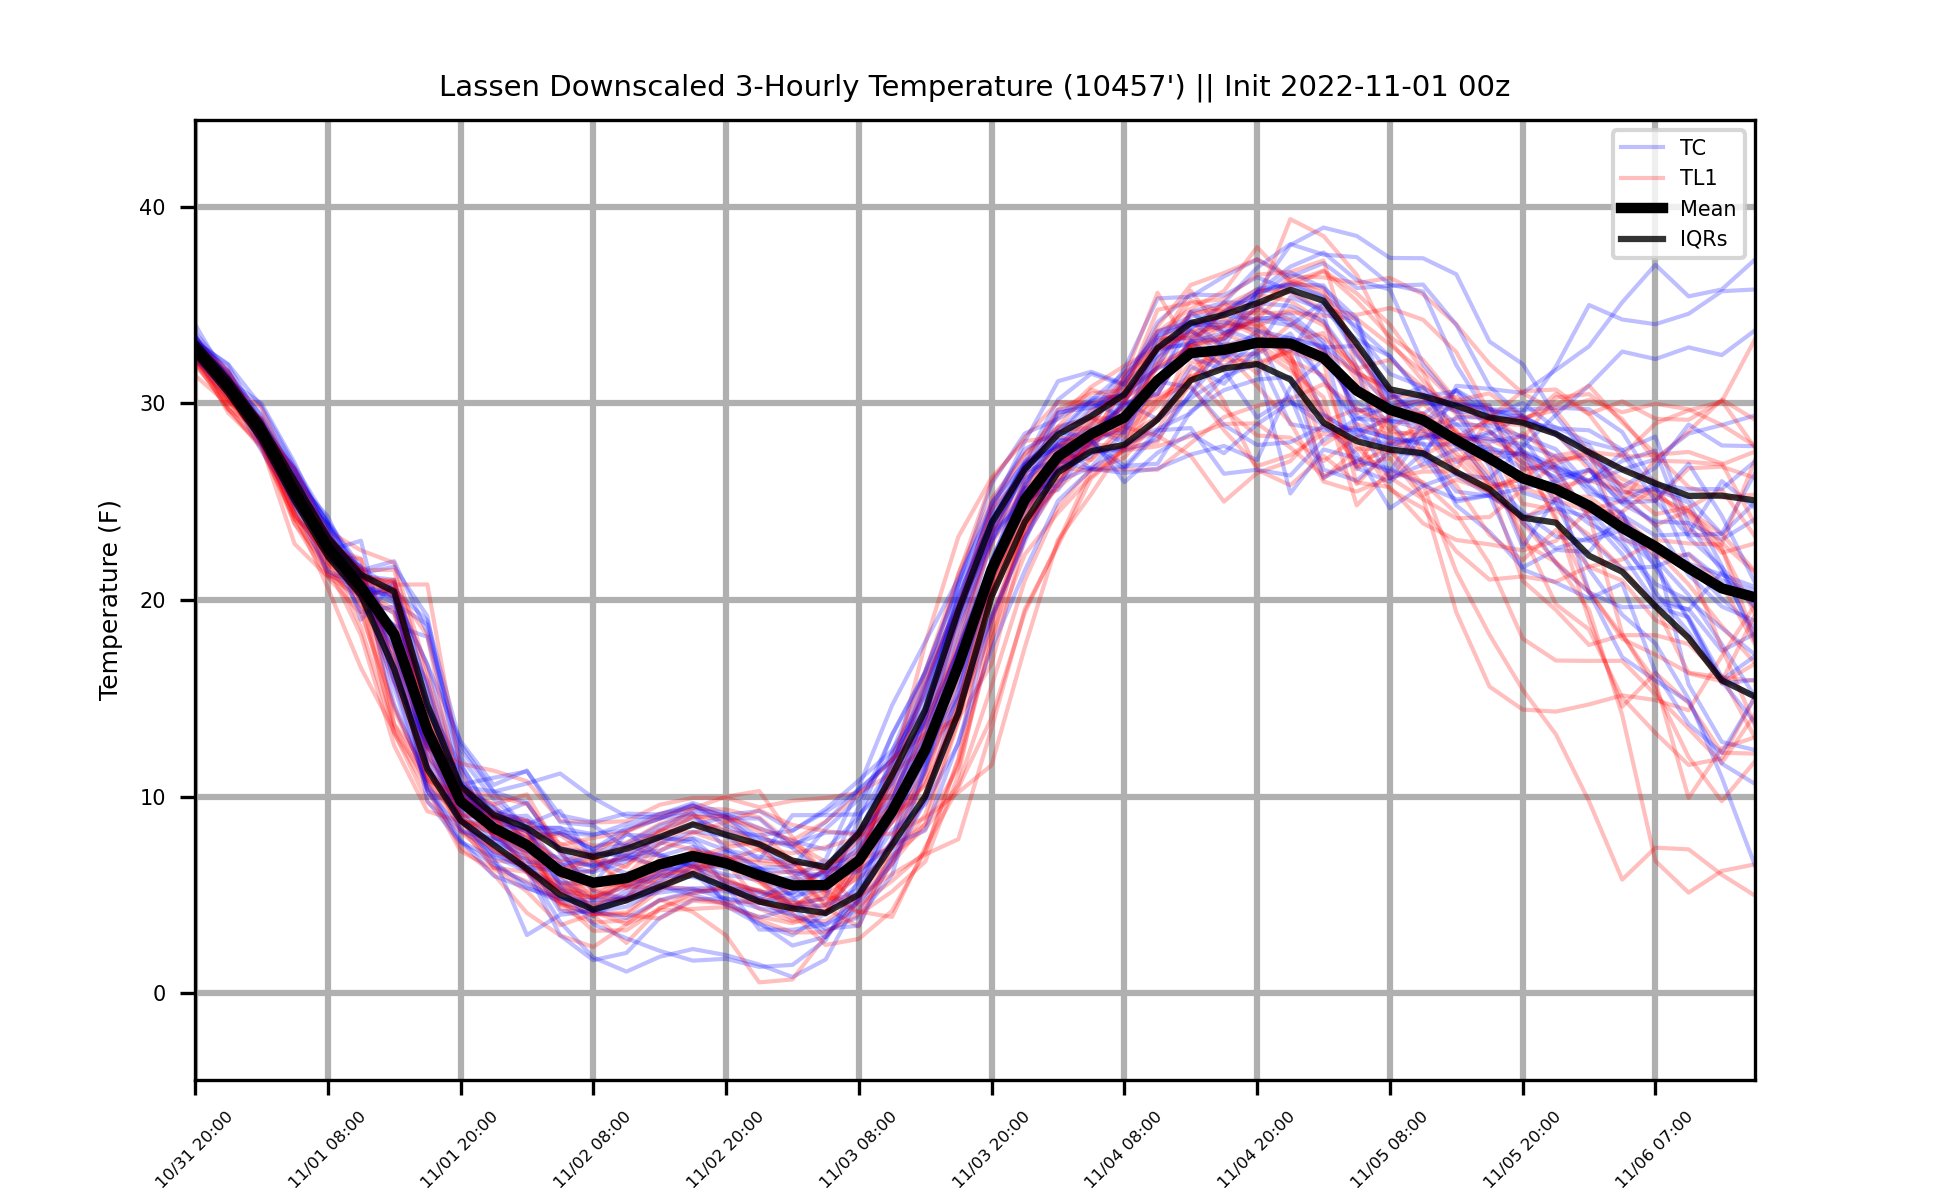 Lassen Downscaled 3-Hourly Temperature (10457') || Init 2022-11-01 00z
TC
TL1
Mean
IQRs
Temperature (F)
40
30
20
10
0
10/31 20:00
11/01 08:00
11/01 20:00
11/02 08:00
11/02 20:00
11/03 08:00
11/03 20:00
11/04 08:00
11/04 20:00
11/05 08:00
11/05 20:00
11/06 07:00